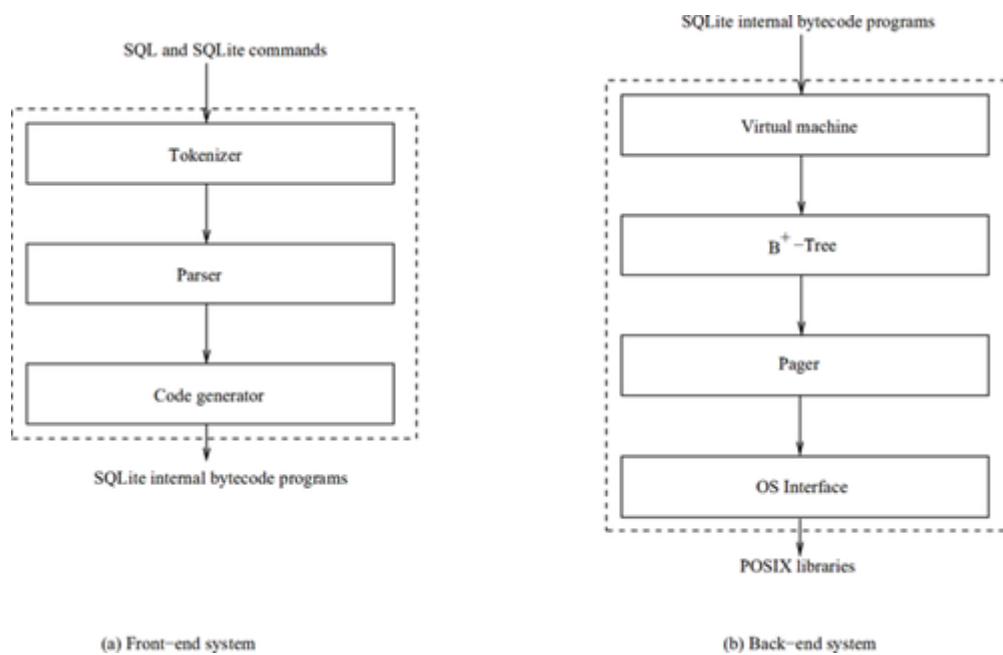 SQL and SQLite commands
Tokenizer
Parser
Code generator
SQLite internal bytecode programs
(a) Front-end system
SQLite internal bytecode programs
Virtual machine
B+ -Tree
Pager
OS Interface
POSIX libraries
(b) Back-end system